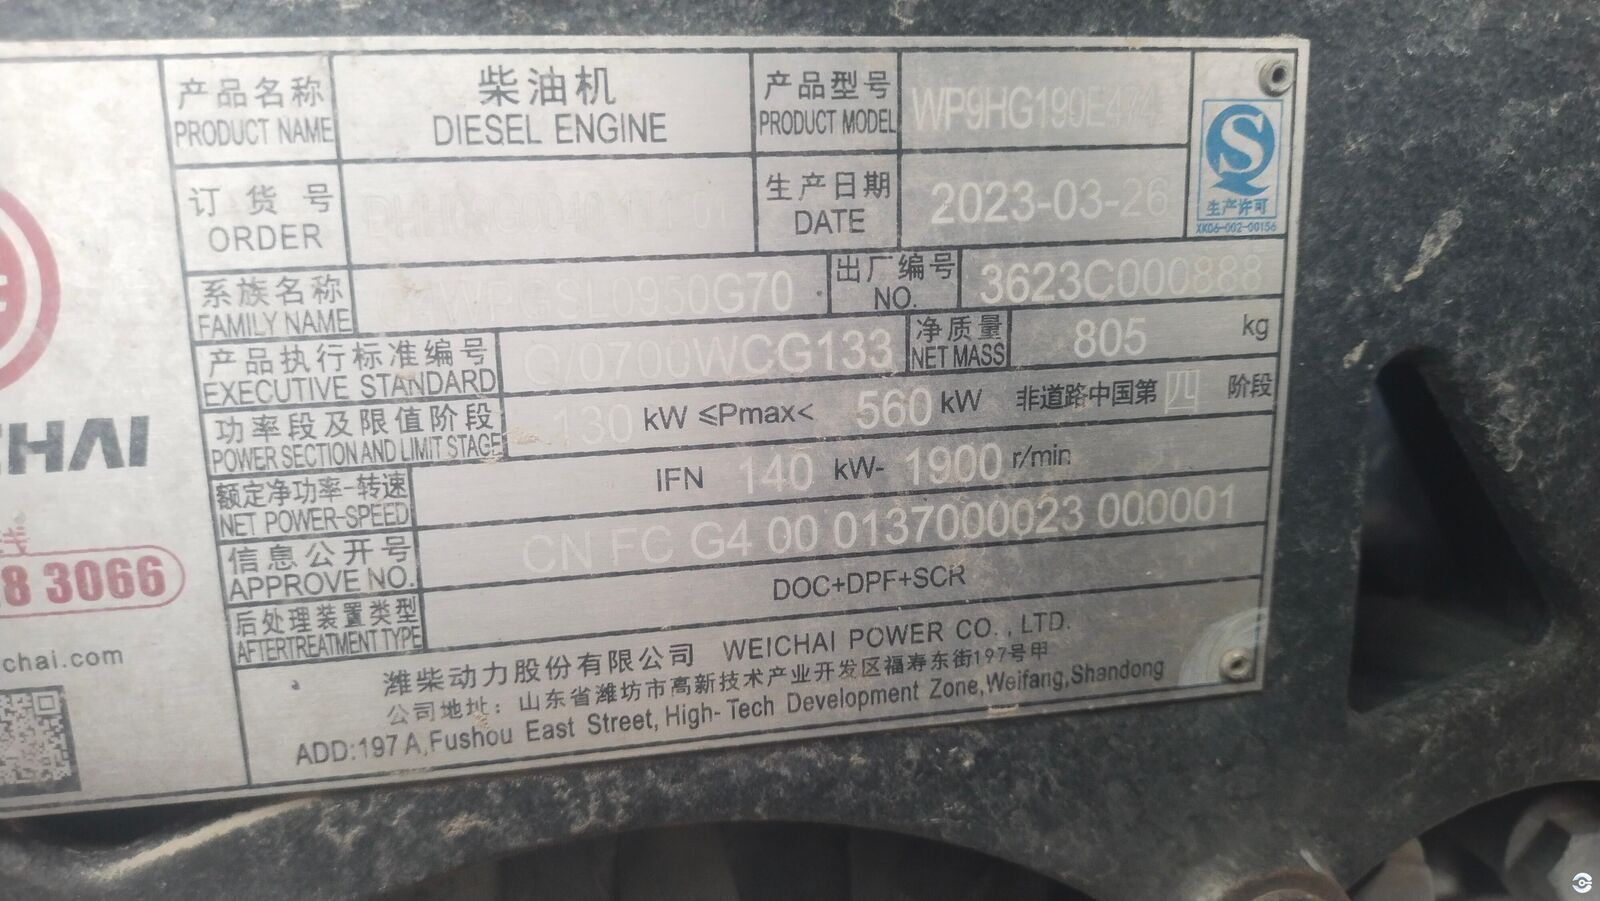 产品名称
PRODUCT NAME
柴油机
DIESEL ENGINE
产品型号
PRODUCT MODEL
生产许可
XK06-002-00156
订货号
ORDER
生产日期
DATE
2023-03-26
系族名称
FAMILY NAME
出厂编号
NO.
3623C000888
产品执行标准编号
EXECUTIVE STANDARD
净质量
NET MASS
805 kg
功率段及限值阶段
POWER SECTION AND LIMIT STAGE
130 kW ≤Pmax< 560 kW 非道路中国第四阶段
额定净功率-转速
NET POWER-SPEED
IFN 140 kW- 1900 r/min
信息公开号
APPROVE NO.
CN FC G4 00 0137000023 000001
后处理装置类型
AFTERTREATMENT TYPE
DOC+DPF+SCR
潍柴动力股份有限公司 WEICHAI POWER CO.,LTD.
公司地址：山东省潍坊市高新技术产业开发区福寿东街197号甲
ADD:197 A,Fushou East Street, High-Tech Development Zone,Weifang,Shandong
CHAI
线
8 3066
chai.com